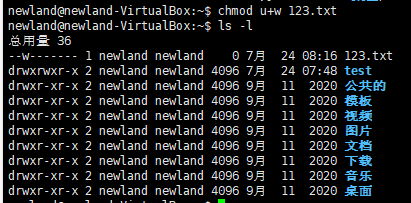 newland@newland-VirtualBox:~$ chmod u+w 123.txt
newland@newland-VirtualBox:~$ ls -l
总用量 36
--w------- 1 newland newland    0 7月   24 08:16 123.txt
drwxrwxr-x 2 newland newland 4096 7月   24 07:48 test
drwxr-xr-x 2 newland newland 4096 9月   11  2020 公共的
drwxr-xr-x 2 newland newland 4096 9月   11  2020 模板
drwxr-xr-x 2 newland newland 4096 9月   11  2020 视频
drwxr-xr-x 2 newland newland 4096 9月   11  2020 图片
drwxr-xr-x 2 newland newland 4096 9月   11  2020 文档
drwxr-xr-x 2 newland newland 4096 9月   11  2020 下载
drwxr-xr-x 2 newland newland 4096 9月   11  2020 音乐
drwxr-xr-x 2 newland newland 4096 9月   11  2020 桌面
newland@newland-VirtualBox:~$